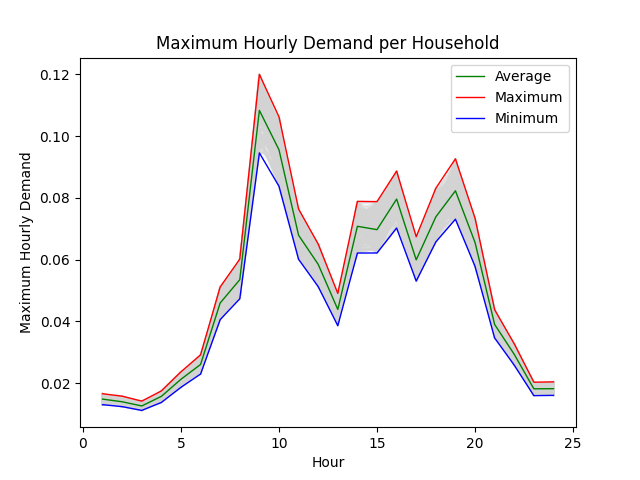 Maximum Hourly Demand per Household
Average
Maximum
Minimum
Maximum Hourly Demand
0.12
0.10
0.08
0.06
0.04
0.02
0
5
10
15
20
25
Hour